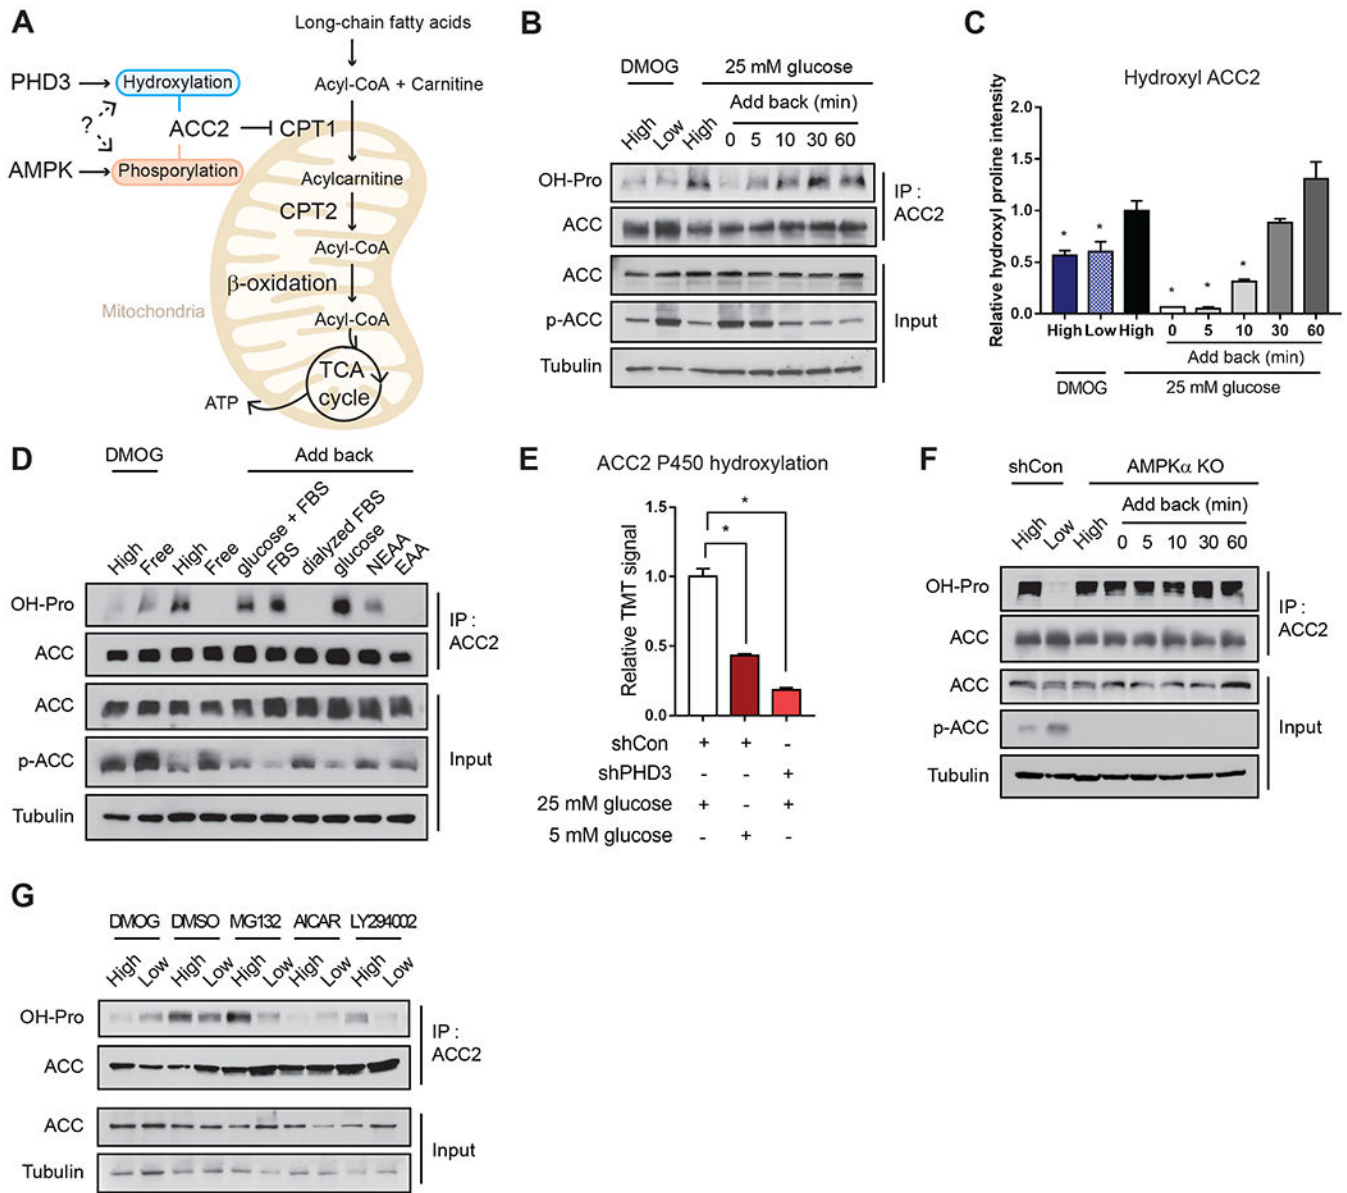 A
Long-chain fatty acids
PHD3
Hydroxylation
Acyl-CoA + Carnitine
?
ACC2
CPT1
AMPK
Phosporylation
Acylcarnitine
CPT2
Acyl-CoA
β-oxidation
Mitochondria
Acyl-CoA
TCA
cycle
ATP
B
DMOG
25 mM glucose
Add back (min)
High Low High 0 5 10 30 60
OH-Pro
ACC
IP :
ACC2
ACC
p-ACC
Tubulin
Input
C
Hydroxyl ACC2
Relative hydroxyl proline intensity
2.0
1.5
1.0
0.5
0.0
* * * * *
High Low High 0 5 10 30 60
Add back (min)
DMOG
25 mM glucose
D
DMOG
Add back
High Free High Free glucose + FBS FBS dialyzed FBS glucose NEAA EAA
OH-Pro
ACC
IP :
ACC2
ACC
p-ACC
Tubulin
Input
E
ACC2 P450 hydroxylation
Relative TMT signal
1.5
1.0
0.5
0.0
*
*
shCon + + -
shPHD3 - - +
25 mM glucose + - +
5 mM glucose - + -
F
shCon
AMPKα KO
Add back (min)
High Low High 0 5 10 30 60
OH-Pro
ACC
IP :
ACC2
ACC
p-ACC
Tubulin
Input
G
DMOG DMSO MG132 AICAR LY294002
High Low High Low High Low High Low High Low
OH-Pro
ACC
IP :
ACC2
ACC
Tubulin
Input